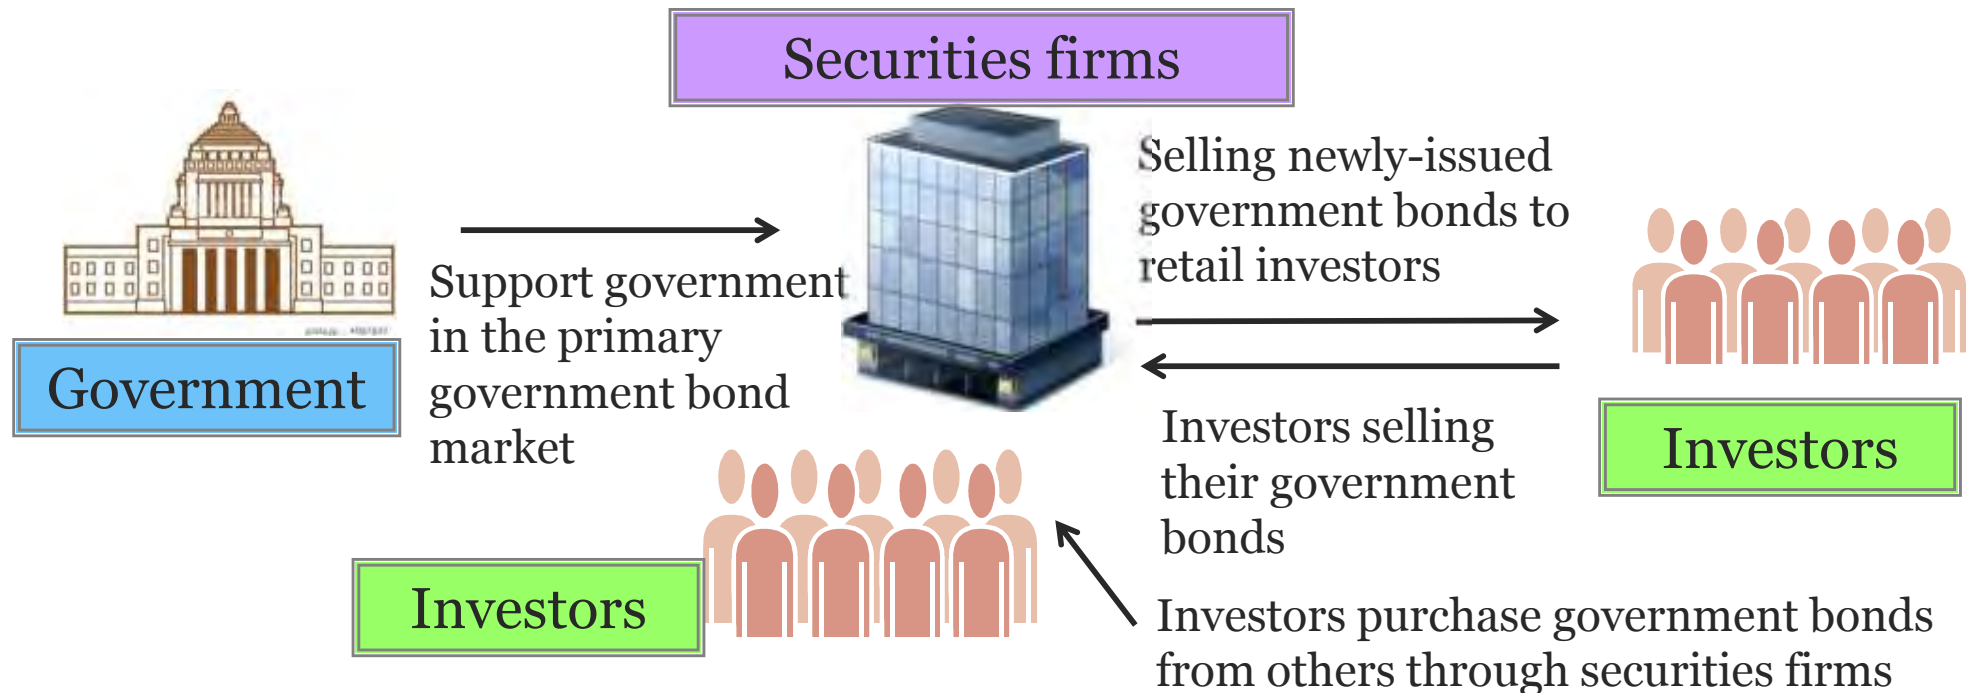 Securities firms
Selling newly-issued
government bonds to
retail investors
Support government
in the primary
government bond
market
Government
Investors selling
their government
bonds
Investors
Investors
Investors purchase government bonds
from others through securities firms